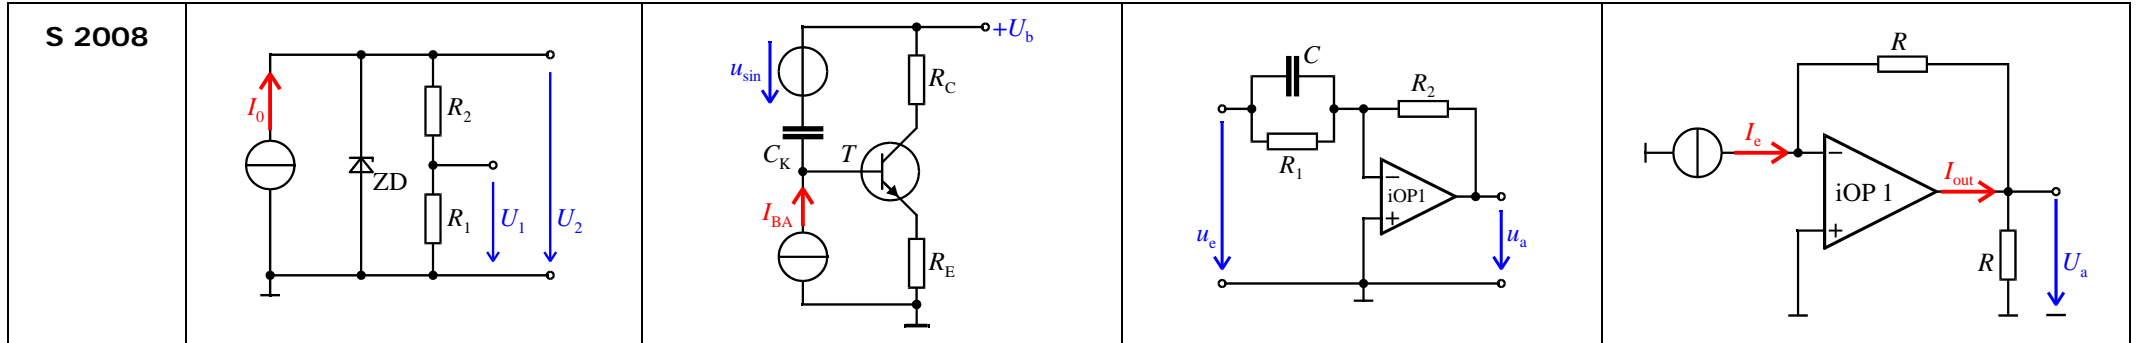 S 2008
I0
ZD
R2
R1
U1
U2
usin
CK
IBA
T
+Ub
RC
RE
ue
C
R1
R2
−
iOP1
+
ua
Ie
R
−
iOP 1
+
Iout
R
Ua